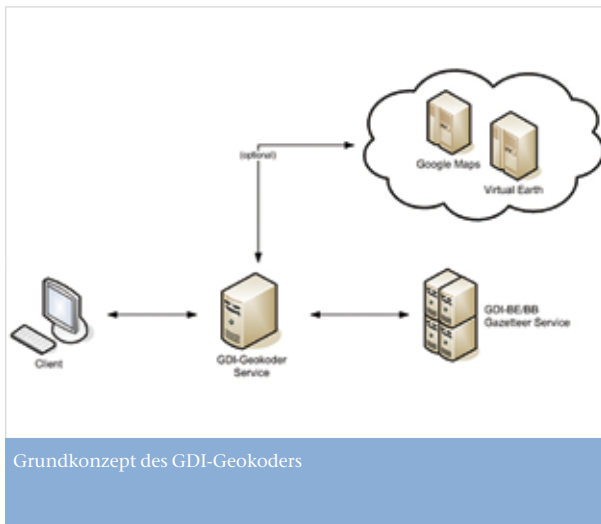 (optional)
Google Maps
Virtual Earth
Client
GDI-Geokoder
Service
GDI-BE/BB
Gazetteer Service
Grundkonzept des GDI-Geokoders